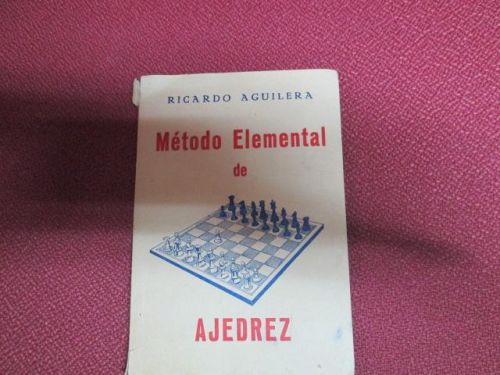 RICARDO AGUILERA
Método Elemental
de
AJEDREZ